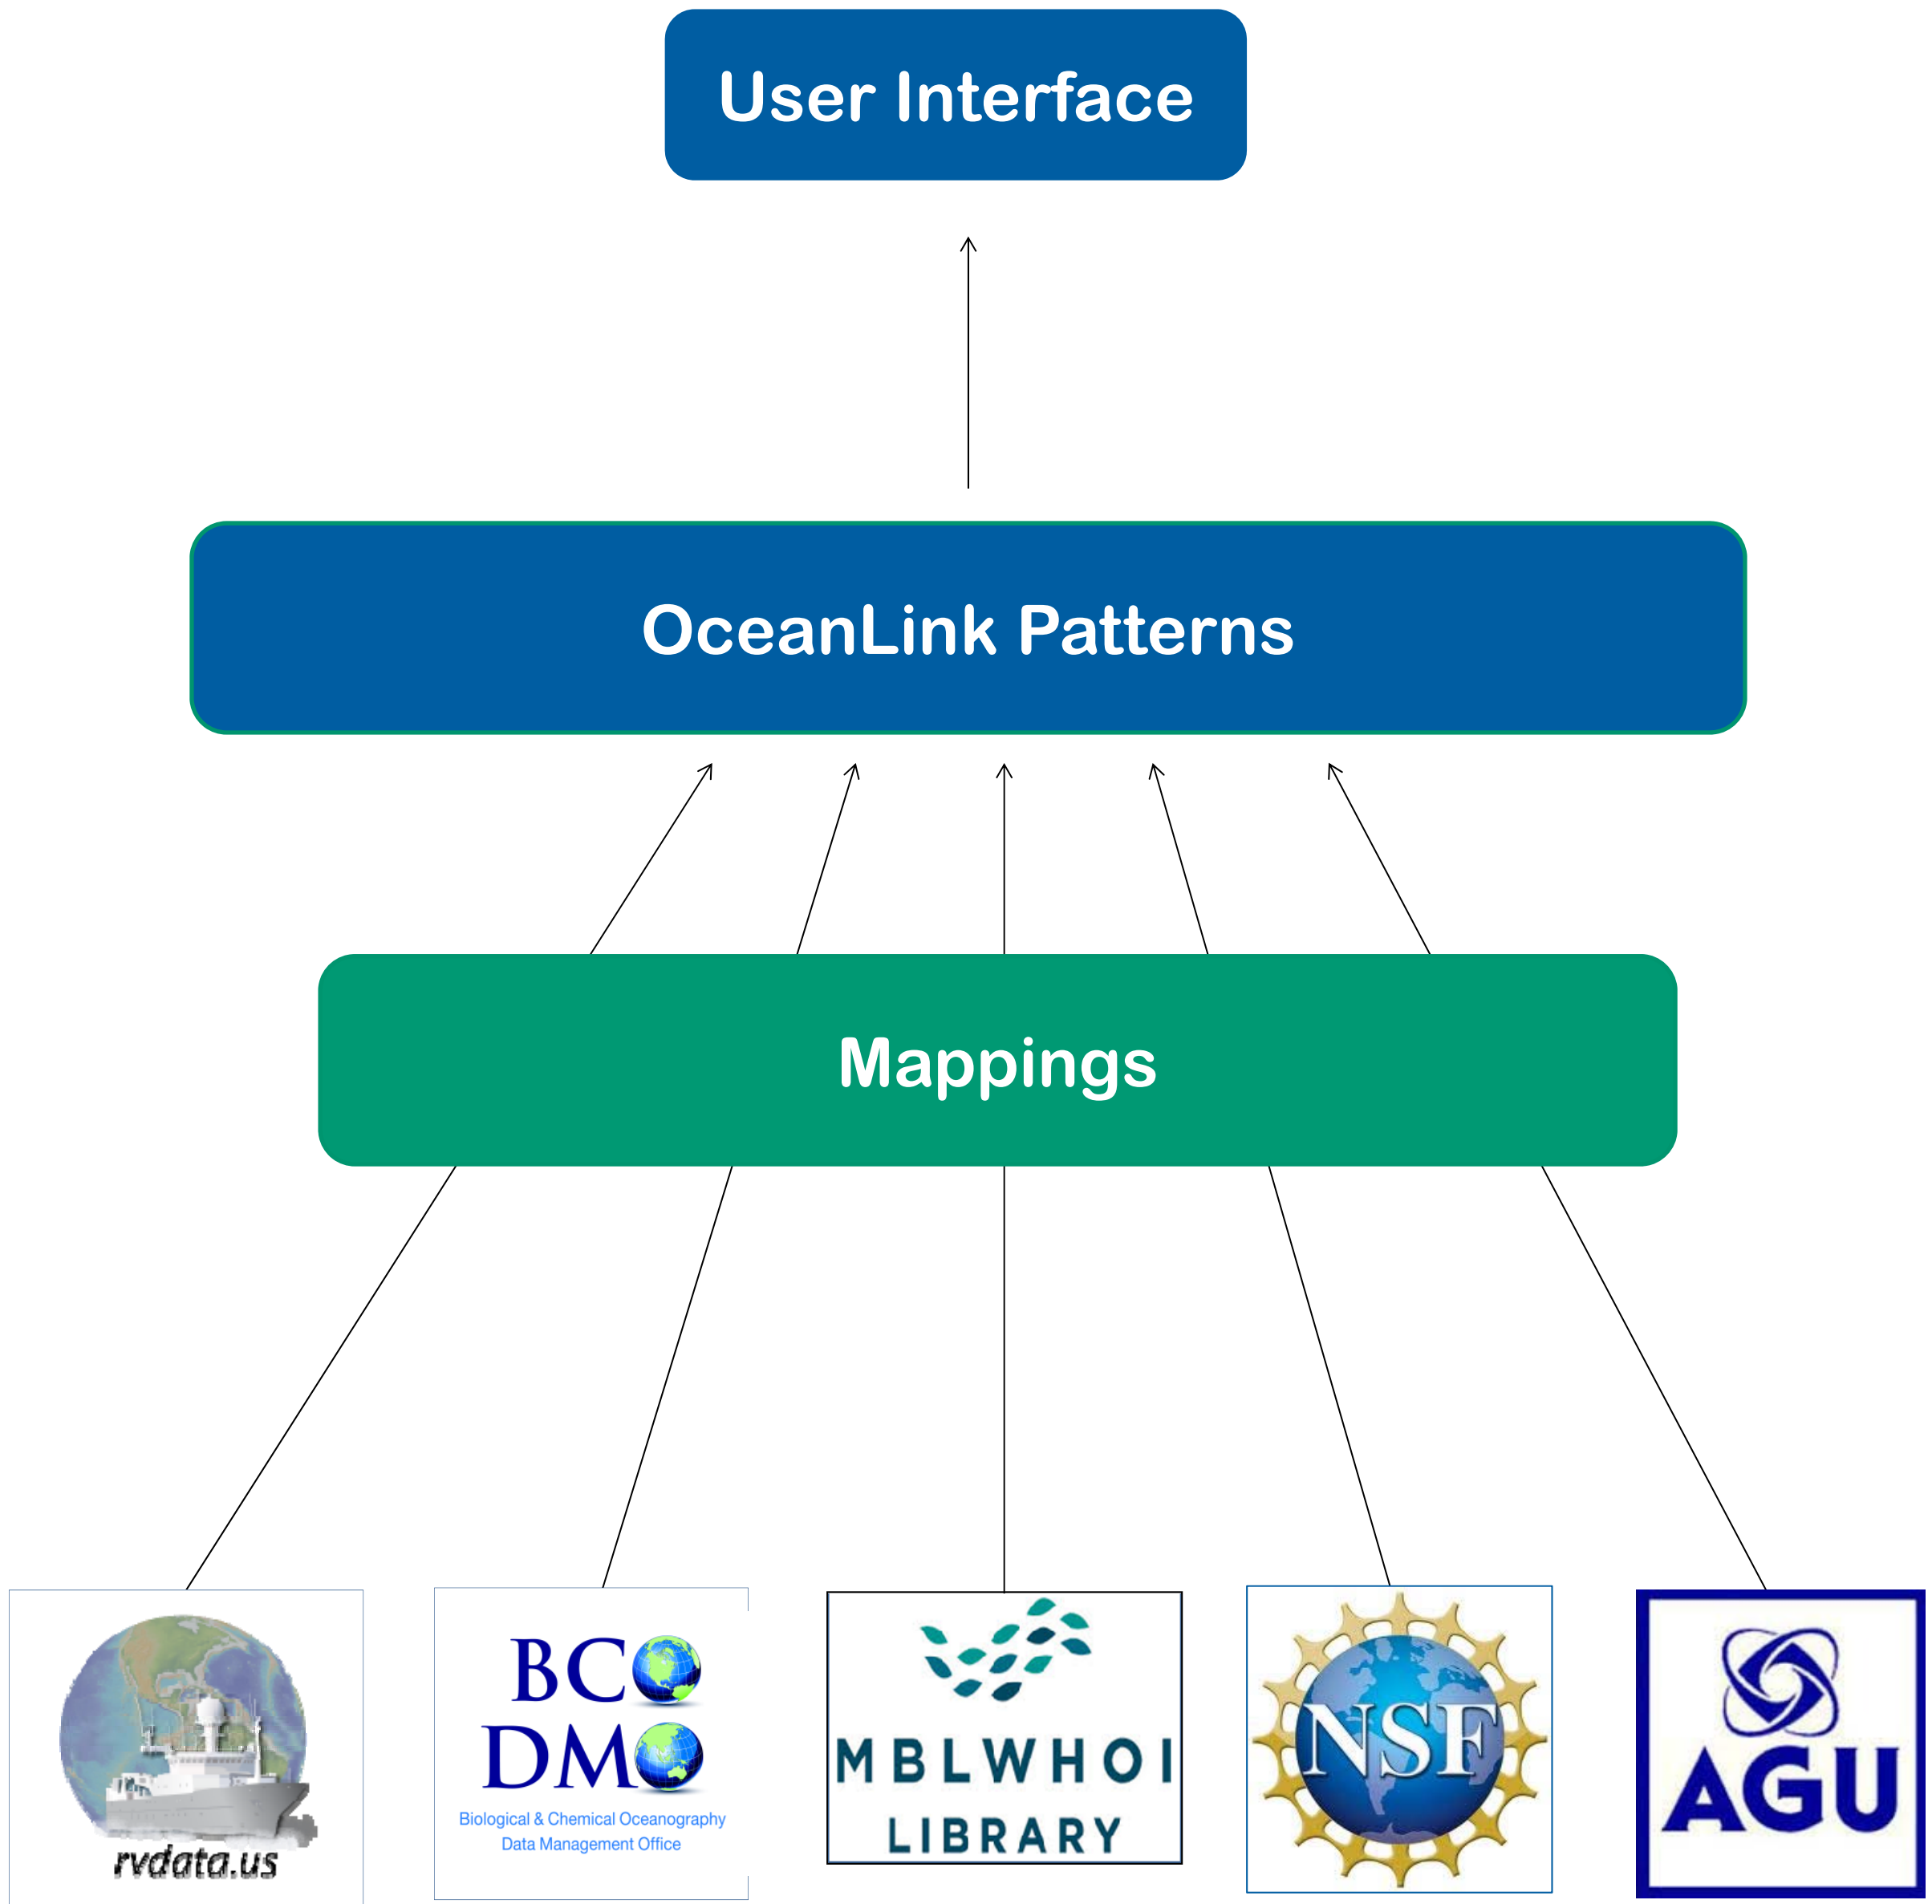 User Interface
OceanLink Patterns
Mappings
rvdata.us
BCO
DMO
Biological & Chemical Oceanography
Data Management Office
MBLWHOI
LIBRARY
NSF
AGU